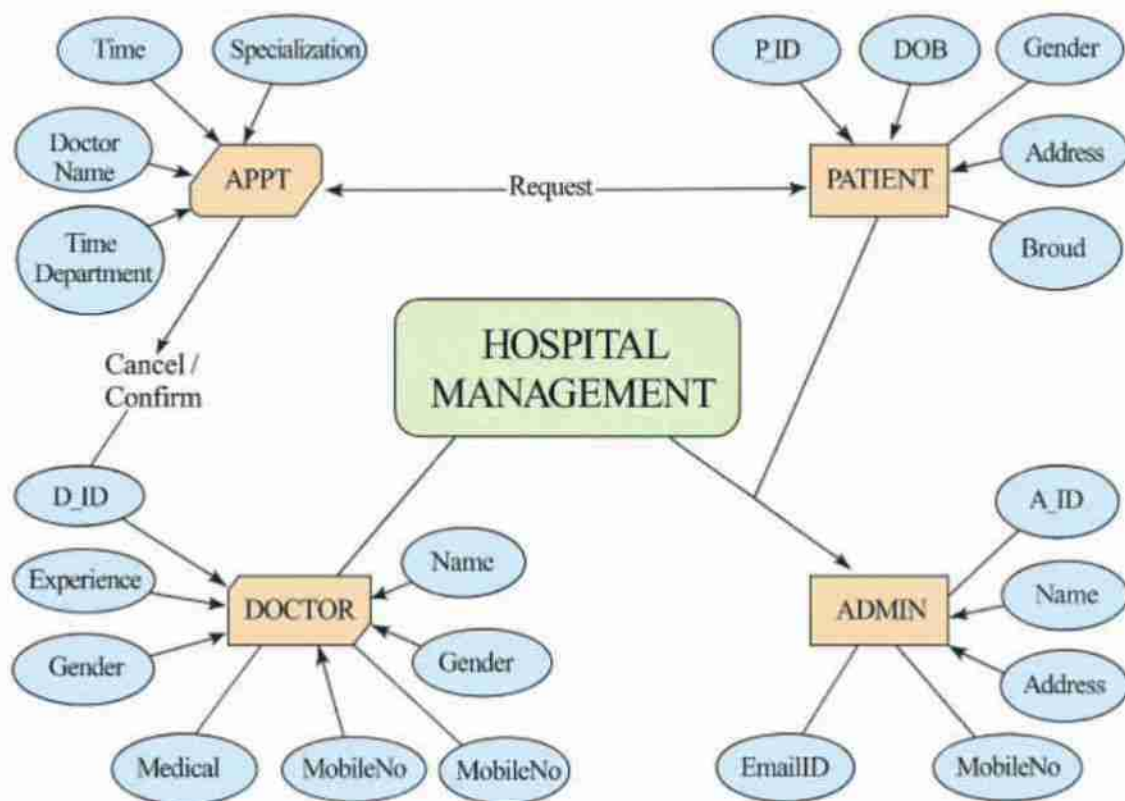 Time
Specialization
P_ID
DOB
Gender
Doctor
Name
APPT
Request
PATIENT
Address
Time
Department
Broud
HOSPITAL
MANAGEMENT
Cancel /
Confirm
D_ID
A_ID
Experience
Name
DOCTOR
ADMIN
Name
Gender
Gender
Address
Medical
MobileNo
MobileNo
EmailID
MobileNo